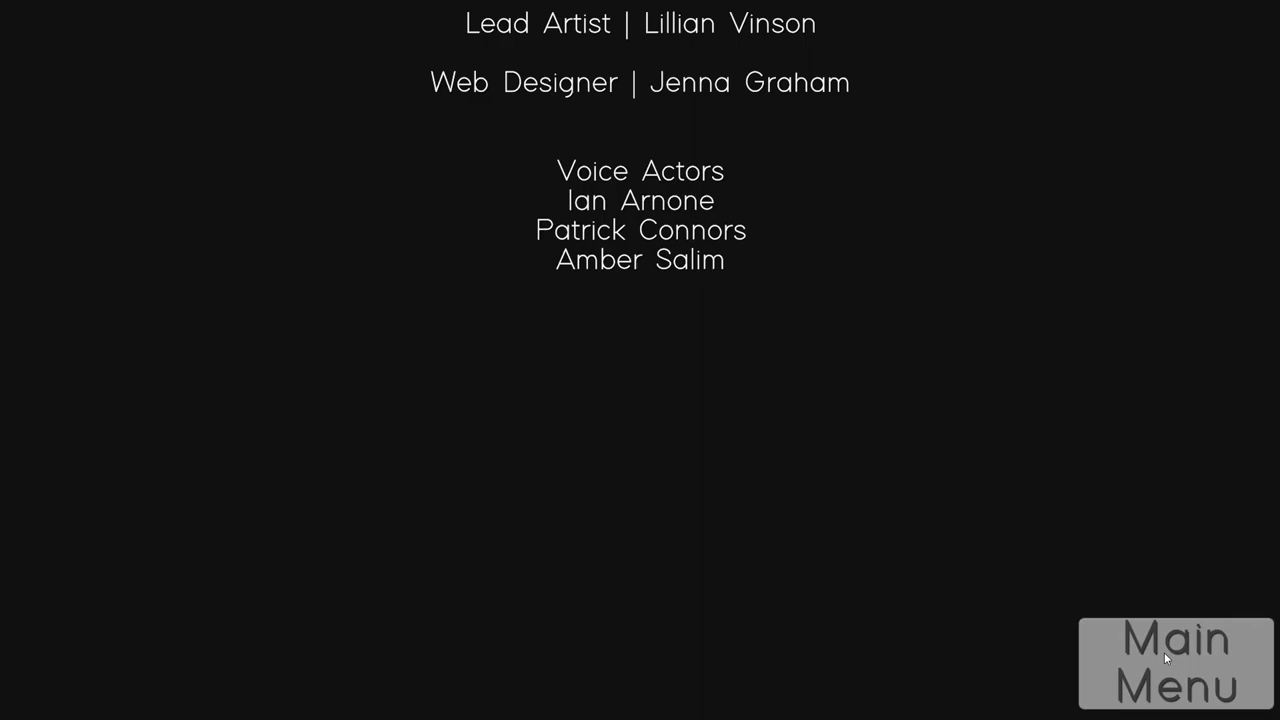 Lead Artist | Lillian Vinson
Web Designer | Jenna Graham
Voice Actors
Ian Arnone
Patrick Connors
Amber Salim
Main
Menu